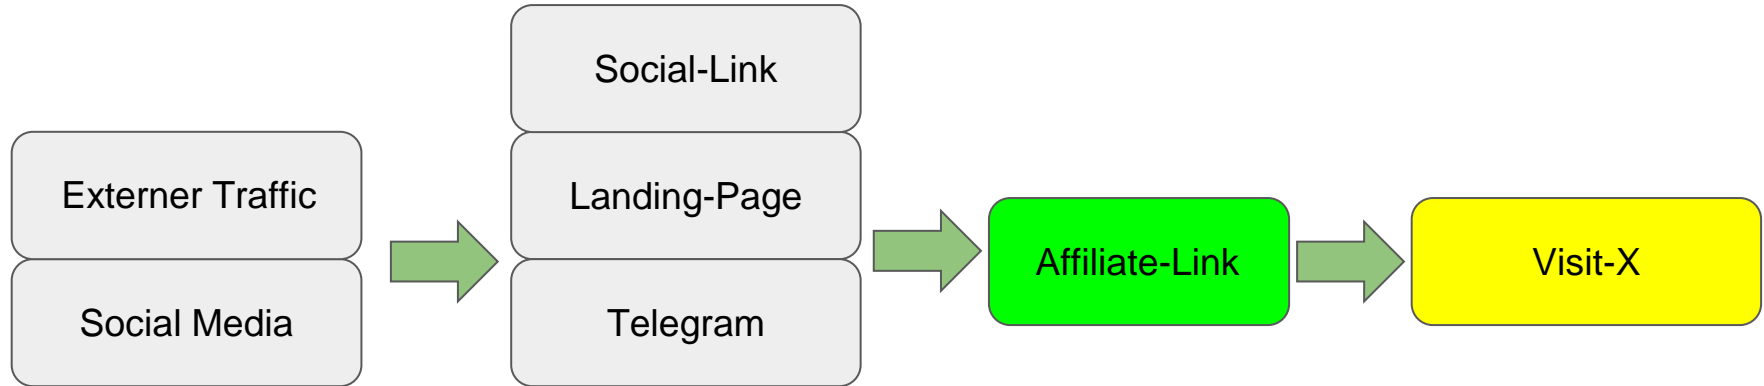 Externer Traffic
Social Media
Social-Link
Landing-Page
Telegram
Affiliate-Link
Visit-X